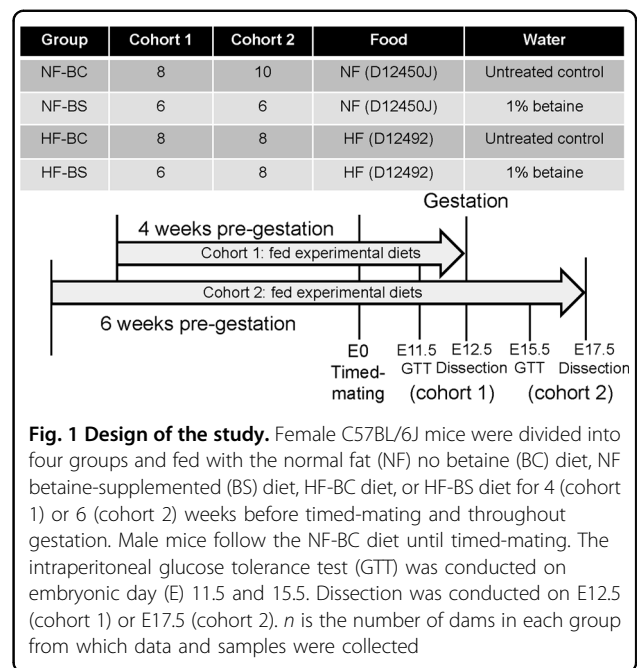 Group Cohort 1 Cohort 2 Food Water
NF-BC 8 10 NF (D12450J) Untreated control
NF-BS 6 6 NF (D12450J) 1% betaine
HF-BC 8 8 HF (D12492) Untreated control
HF-BS 6 8 HF (D12492) 1% betaine
Gestation
4 weeks pre-gestation
Cohort 1: fed experimental diets
Cohort 2: fed experimental diets
6 weeks pre-gestation
E0 E11.5 E12.5 E15.5 E17.5
Timed- GTT Dissection GTT Dissection
mating (cohort 1) (cohort 2)
Fig. 1 Design of the study. Female C57BL/6J mice were divided into
four groups and fed with the normal fat (NF) no betaine (BC) diet, NF
betaine-supplemented (BS) diet, HF-BC diet, or HF-BS diet for 4 (cohort
1) or 6 (cohort 2) weeks before timed-mating and throughout
gestation. Male mice follow the NF-BC diet until timed-mating. The
intraperitoneal glucose tolerance test (GTT) was conducted on
embryonic day (E) 11.5 and 15.5. Dissection was conducted on E12.5
(cohort 1) or E17.5 (cohort 2). n is the number of dams in each group
from which data and samples were collected